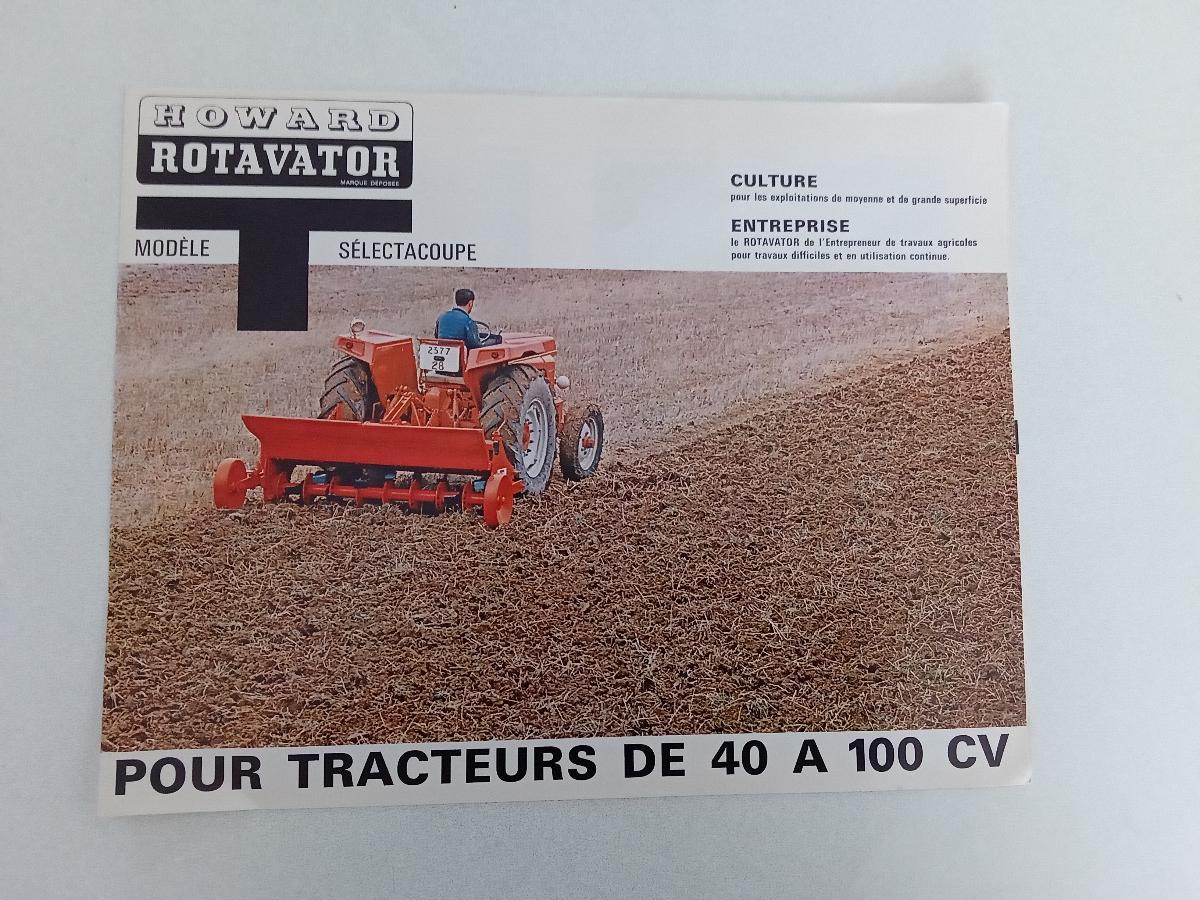 HOWARD
ROTAVATOR
MARQUE DÉPOSÉE
T
MODÈLE
SÉLECTACOUPE
CULTURE
pour les exploitations de moyenne et de grande superficie
ENTREPRISE
le ROTAVATOR de l'Entrepreneur de travaux agricoles
pour travaux difficiles et en utilisation continue.
2377
28
POUR TRACTEURS DE 40 A 100 CV